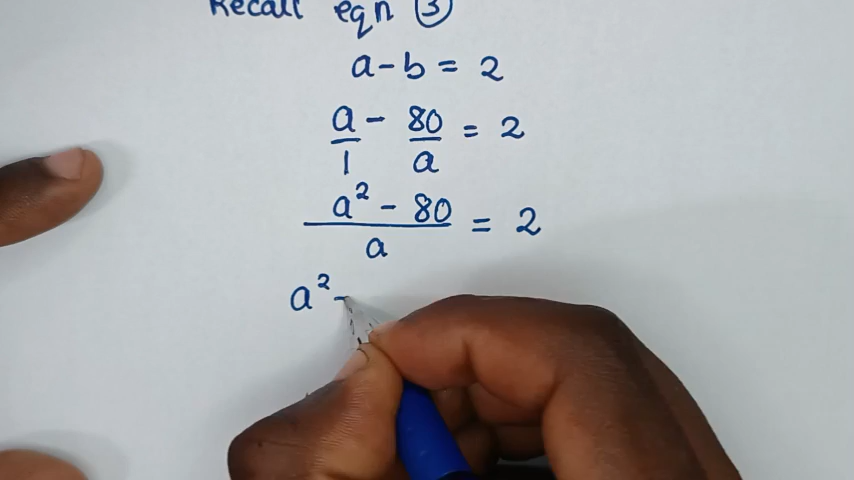 Recall eqn ③
a - b = 2
a/1 - 80/a = 2
a² - 80/a = 2
a² -